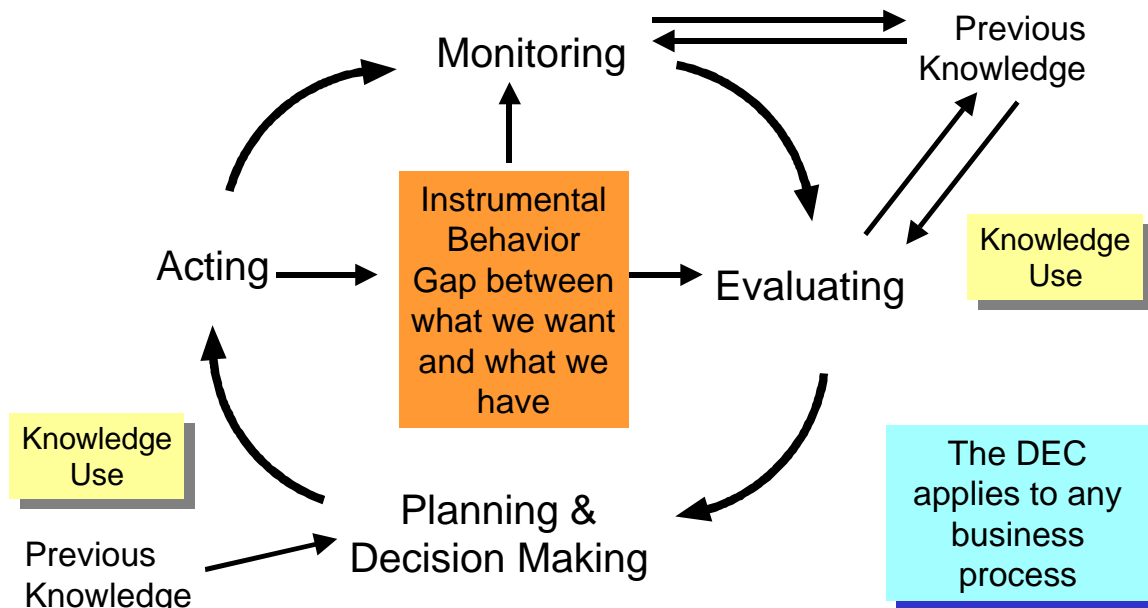 Monitoring
Previous
Knowledge
Instrumental
Behavior
Gap between
what we want
and what we
have
Acting
Evaluating
Knowledge
Use
Knowledge
Use
Planning &
Decision Making
Previous
Knowledge
The DEC
applies to any
business
process